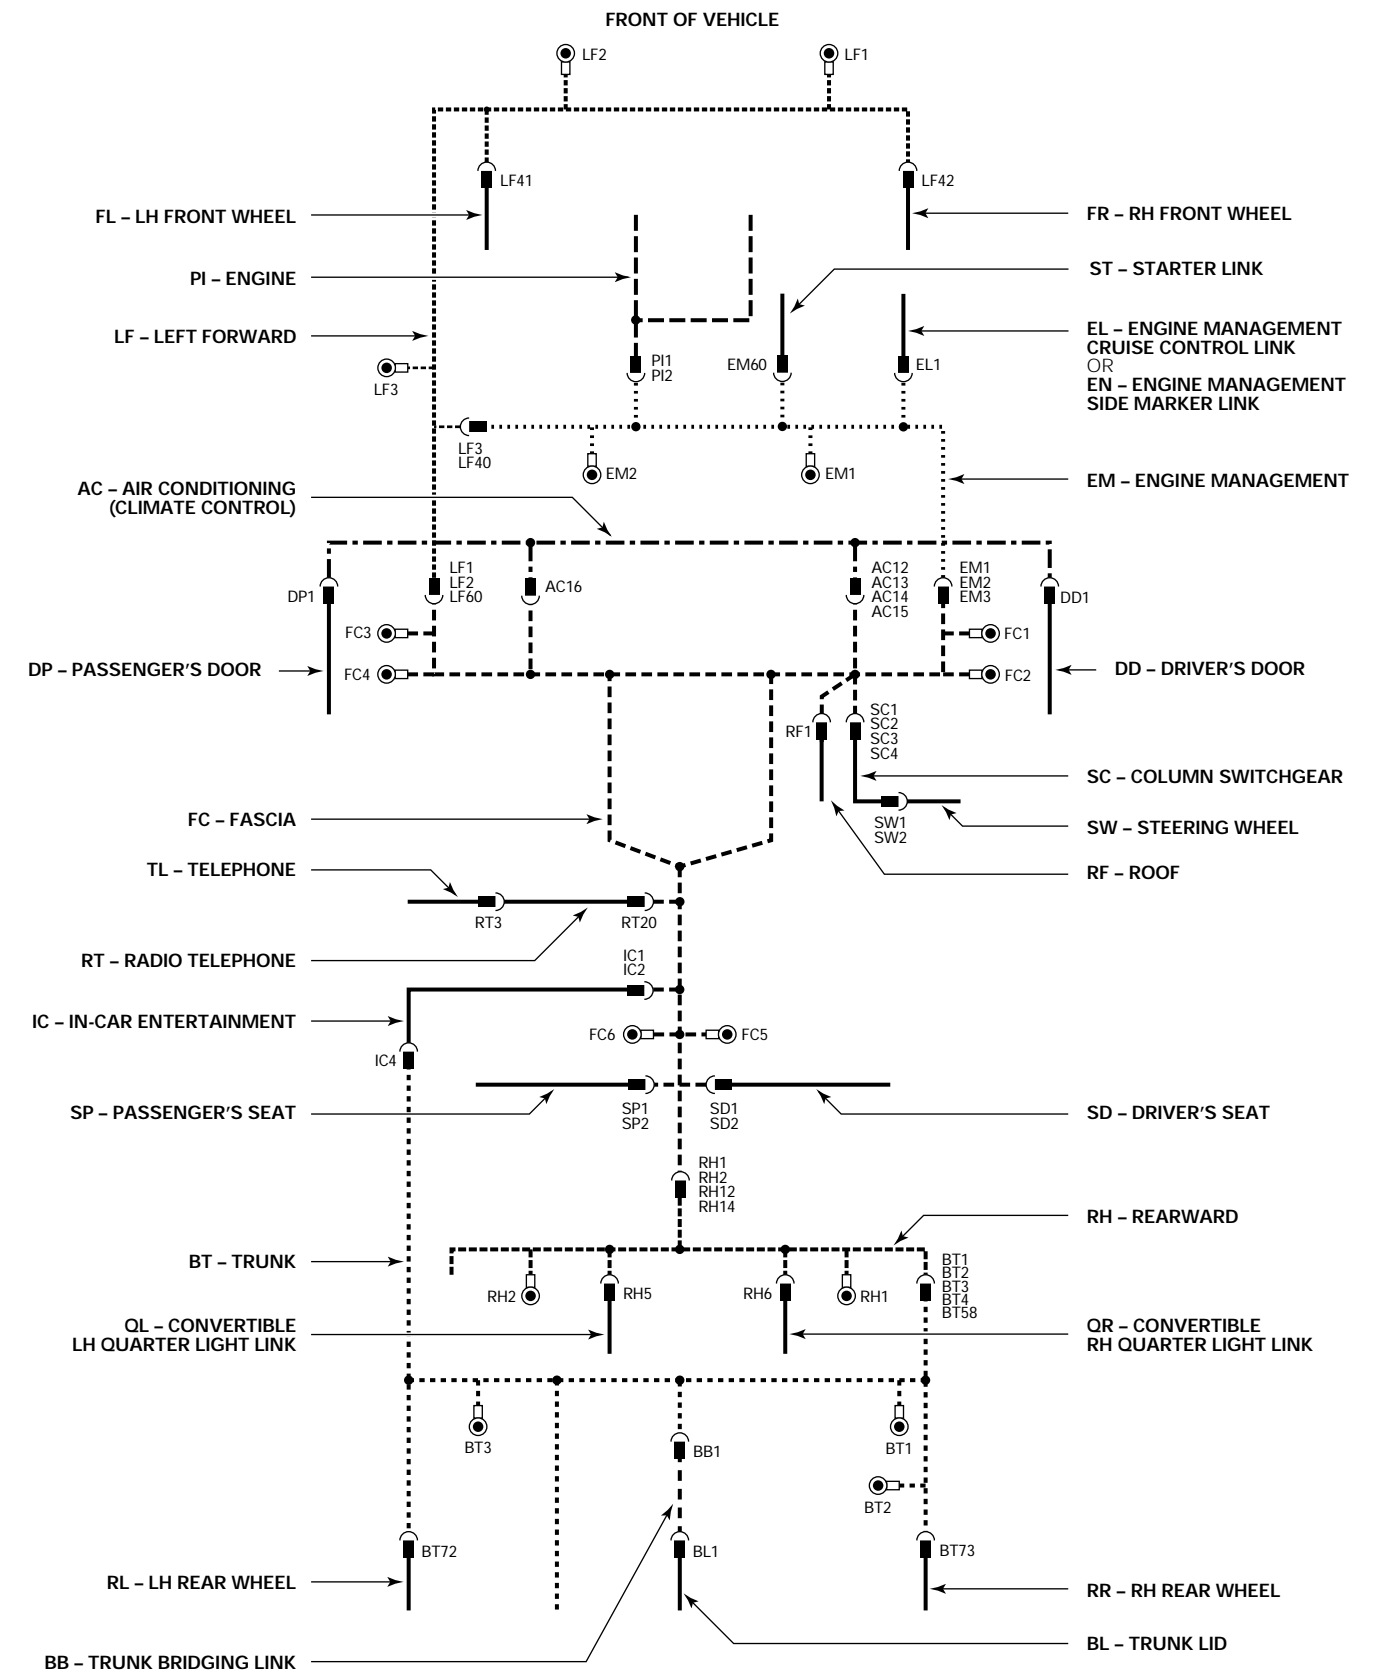 FRONT OF VEHICLE
LF2
LF1
LF41
LF42
FL – LH FRONT WHEEL
FR – RH FRONT WHEEL
PI – ENGINE
ST – STARTER LINK
LF – LEFT FORWARD
EL – ENGINE MANAGEMENT
CRUISE CONTROL LINK
OR
EN – ENGINE MANAGEMENT
SIDE MARKER LINK
LF3
PI1
PI2
EM60
EL1
LF3
LF40
EM2
EM1
EM – ENGINE MANAGEMENT
AC – AIR CONDITIONING
(CLIMATE CONTROL)
DP1
LF1
LF2
LF60
AC16
AC12
AC13
AC14
AC15
EM1
EM2
EM3
DD1
FC3
FC1
DP – PASSENGER'S DOOR
FC4
FC2
DD – DRIVER'S DOOR
RF1
SC1
SC2
SC3
SC4
SC – COLUMN SWITCHGEAR
FC – FASCIA
SW1
SW2
SW – STEERING WHEEL
TL – TELEPHONE
RF – ROOF
RT3
RT20
RT – RADIO TELEPHONE
IC1
IC2
IC – IN-CAR ENTERTAINMENT
FC6
FC5
IC4
SP – PASSENGER'S SEAT
SP1
SP2
SD1
SD2
SD – DRIVER'S SEAT
RH1
RH2
RH12
RH14
RH – REARWARD
BT – TRUNK
RH2
RH5
RH6
RH1
BT1
BT2
BT3
BT4
BT58
QL – CONVERTIBLE
LH QUARTER LIGHT LINK
QR – CONVERTIBLE
RH QUARTER LIGHT LINK
BT3
BB1
BT1
BT2
BT72
BL1
BT73
RL – LH REAR WHEEL
RR – RH REAR WHEEL
BL – TRUNK LID
BB – TRUNK BRIDGING LINK